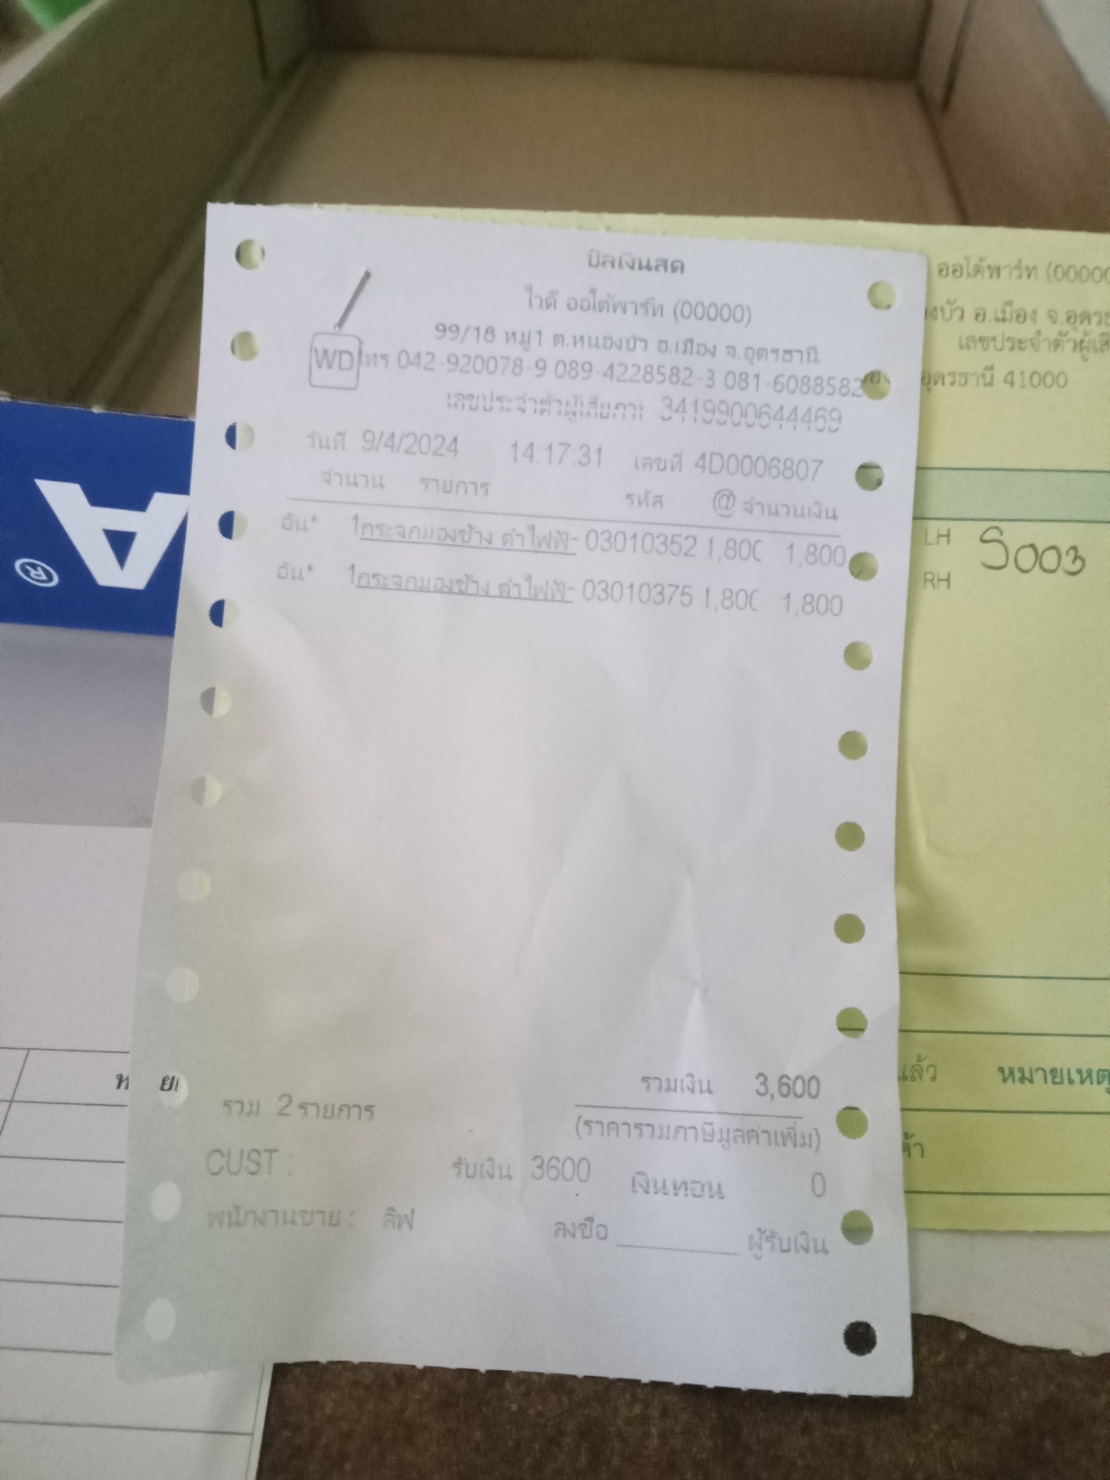 บิลเงินสด
ไวดี ออโต้พาร์ท (00000)
99/18 หมู่1 ต.หนองบัว อ.เมือง จ.อุดรธานี
WD โทร 042-920078-9 089-4228582-3 081-6088582
เลขประจำตัวผู้เสียภาษี 3419900644469
วันที่ 9/4/2024 14:17:31 เลขที่ 4D0006807
จำนวน รายการ รหัส @ จำนวนเงิน
อัน* 1กระจกมองข้าง ดำไฟฟ้- 03010352 1,800 1,800
อัน* 1กระจกมองข้าง ดำไฟฟ้- 03010375 1,800 1,800
รวมเงิน 3,600
รวม 2 รายการ
(ราคารวมภาษีมูลค่าเพิ่ม)
CUST : รับเงิน 3600 เงินทอน 0
พนักงานขาย : ลิฟ ลงชื่อ ผู้รับเงิน
A ®
ออโต้พาร์ท (00000
งบัว อ.เมือง จ.อุดรธ
เลขประจำตัวผู้เสี
อุดรธานี 41000
LH S003
RH
แล้ว หมายเหตุ